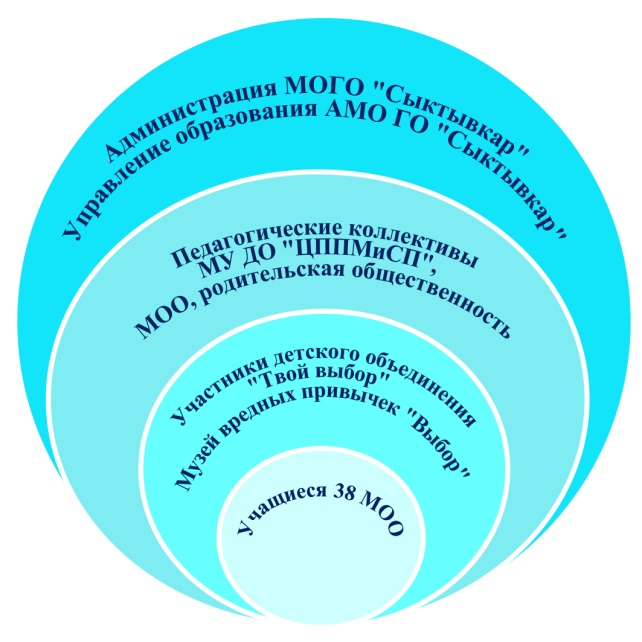 Администрация МОГО "Сыктывкар"
Управление образования АМО ГО "Сыктывкар"
Педагогические коллективы
МУ ДО "ЦППМиСП",
МОО, родительская общественность
Участники детского объединения
"Твой выбор"
Музей вредных привычек "Выбор"
Учащиеся 38 МОО